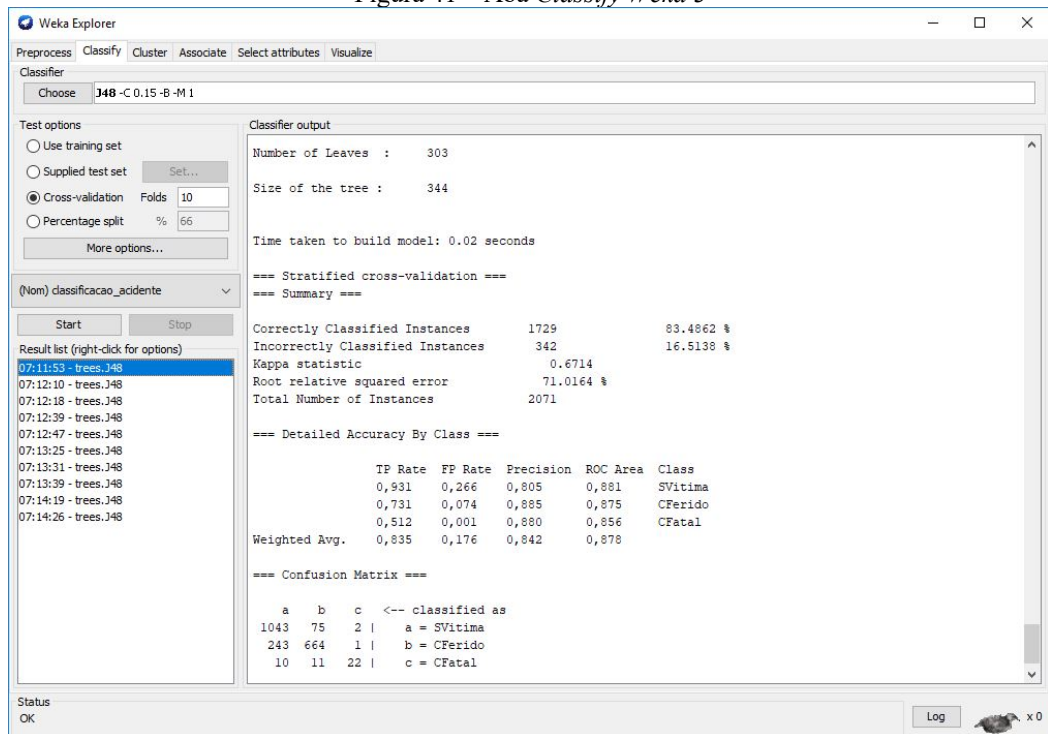 Weka Explorer
Preprocess Classify Cluster Associate Select attributes Visualize
Classifier
Choose J48 -C 0.15 -B -M 1
Test options
Use training set
Supplied test set Set...
Cross-validation Folds 10
Percentage split % 66
More options...
(Nom) classificacao_acidente
Start Stop
Result list (right-click for options)
07:11:53 - trees.J48
07:12:10 - trees.J48
07:12:18 - trees.J48
07:12:39 - trees.J48
07:12:47 - trees.J48
07:13:25 - trees.J48
07:13:31 - trees.J48
07:13:39 - trees.J48
07:14:19 - trees.J48
07:14:26 - trees.J48
Classifier output
Number of Leaves : 303
Size of the tree : 344
Time taken to build model: 0.02 seconds
=== Stratified cross-validation ===
=== Summary ===
Correctly Classified Instances 1729 83.4862 %
Incorrectly Classified Instances 342 16.5138 %
Kappa statistic 0.6714
Root relative squared error 71.0164 %
Total Number of Instances 2071
=== Detailed Accuracy By Class ===
TP Rate FP Rate Precision ROC Area Class
0,931 0,266 0,805 0,881 SVitima
0,731 0,074 0,885 0,875 CFerido
0,512 0,001 0,880 0,856 CFatal
Weighted Avg. 0,835 0,176 0,842 0,878
=== Confusion Matrix ===
a b c <-- classified as
1043 75 2 | a = SVitima
243 664 1 | b = CFerido
10 11 22 | c = CFatal
Status
OK
Log x 0